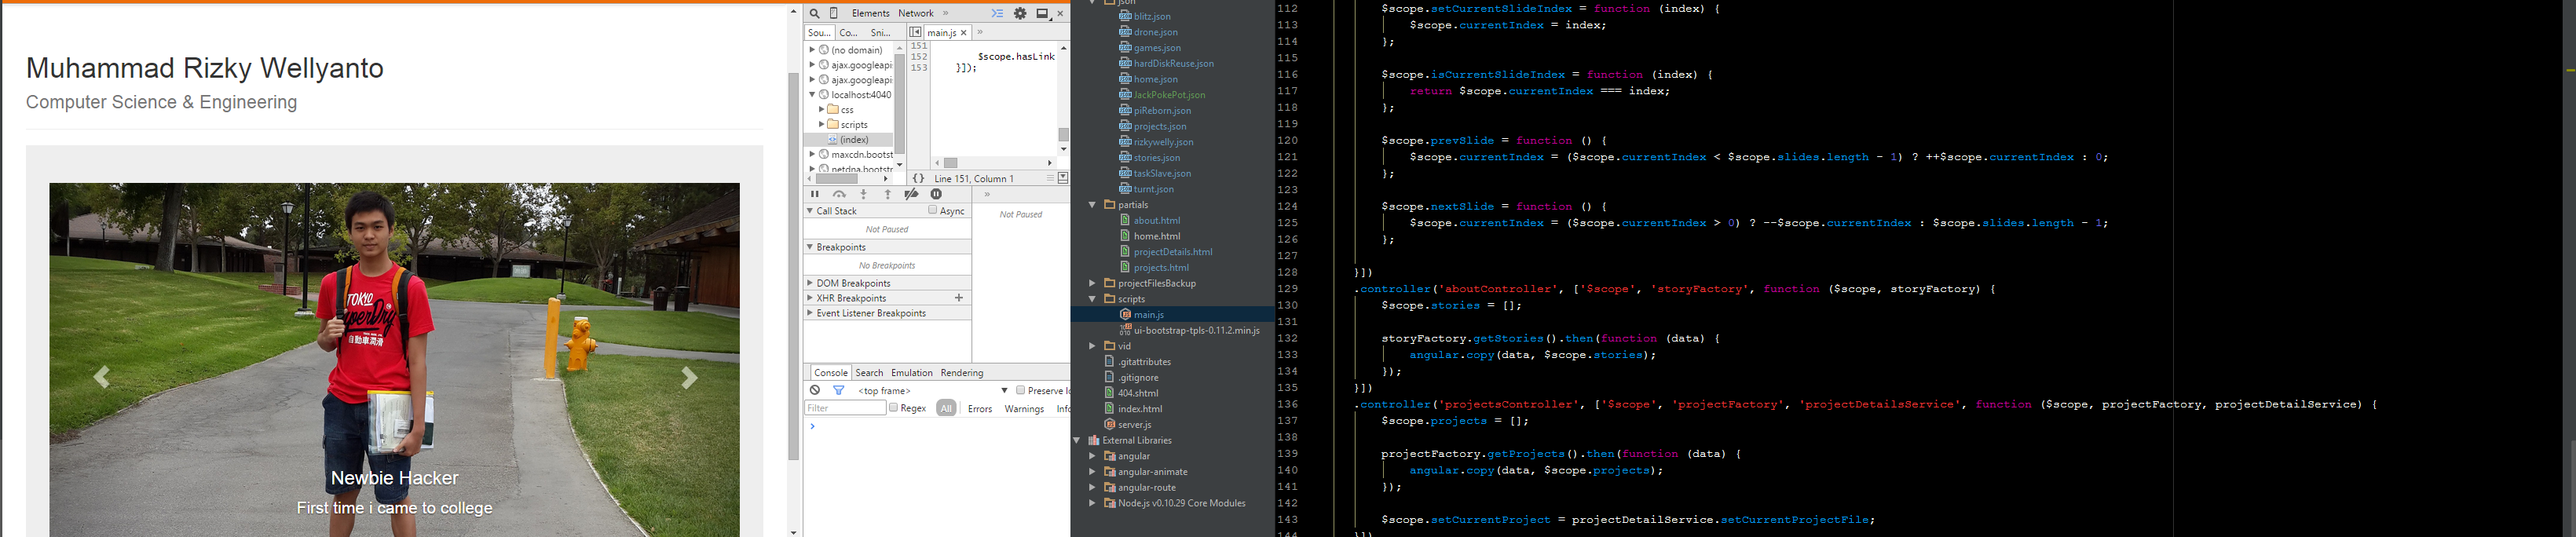 Muhammad Rizky Wellyanto
Computer Science & Engineering
TOKYO
SuperDry
自動車潤滑
Newbie Hacker
First time i came to college
Elements Network »
Sou... Co... Sni...
(no domain)
ajax.googleapi
ajax.googleapi
localhost:4040
css
scripts
(index)
maxcdn.bootst
netdna.bootstr
main.js × »
151
152 $scope.hasLink
153 }]);
{} Line 151, Column 1
»
Call Stack Async
Not Paused
Not Paused
Breakpoints
No Breakpoints
DOM Breakpoints
XHR Breakpoints +
Event Listener Breakpoints
Console Search Emulation Rendering
<top frame> ▼ Preserve lo
Filter Regex All Errors Warnings Info
>
json
blitz.json
drone.json
games.json
hardDiskReuse.json
home.json
JackPokePot.json
piReborn.json
projects.json
rizkywelly.json
stories.json
taskSlave.json
turnt.json
partials
about.html
home.html
projectDetails.html
projects.html
projectFilesBackup
scripts
main.js
ui-bootstrap-tpls-0.11.2.min.js
vid
.gitattributes
.gitignore
404.shtml
index.html
server.js
External Libraries
angular
angular-animate
angular-route
Node.js v0.10.29 Core Modules
112 $scope.setCurrentSlideIndex = function (index) {
113 $scope.currentIndex = index;
114 };
115
116 $scope.isCurrentSlideIndex = function (index) {
117 return $scope.currentIndex === index;
118 };
119
120 $scope.prevSlide = function () {
121 $scope.currentIndex = ($scope.currentIndex < $scope.slides.length - 1) ? ++$scope.currentIndex : 0;
122 };
123
124 $scope.nextSlide = function () {
125 $scope.currentIndex = ($scope.currentIndex > 0) ? --$scope.currentIndex : $scope.slides.length - 1;
126 };
127
128 }])
129 .controller('aboutController', ['$scope', 'storyFactory', function ($scope, storyFactory) {
130 $scope.stories = [];
131
132 storyFactory.getStories().then(function (data) {
133 angular.copy(data, $scope.stories);
134 });
135 }])
136 .controller('projectsController', ['$scope', 'projectFactory', 'projectDetailsService', function ($scope, projectFactory, projectDetailService) {
137 $scope.projects = [];
138
139 projectFactory.getProjects().then(function (data) {
140 angular.copy(data, $scope.projects);
141 });
142
143 $scope.setCurrentProject = projectDetailService.setCurrentProjectFile;
144 }])